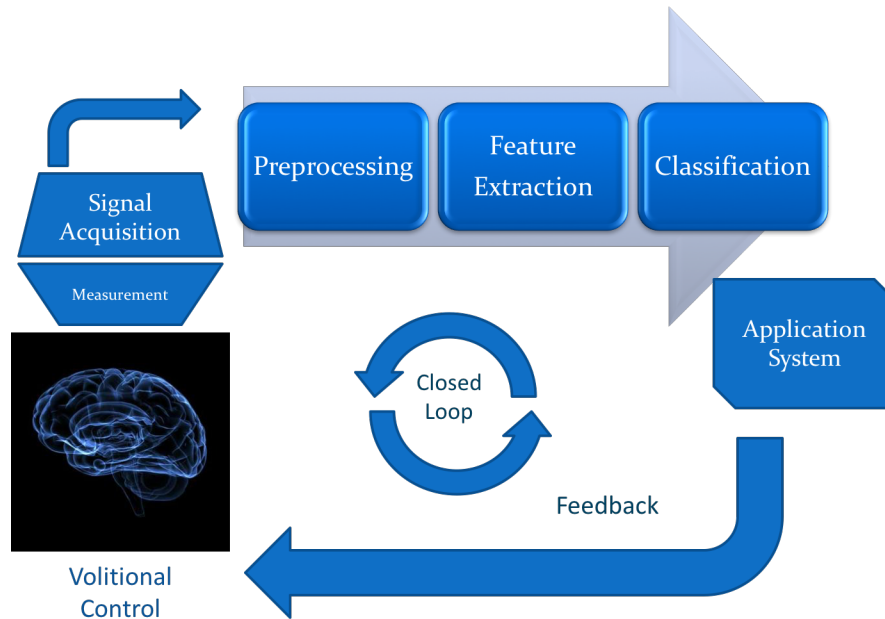 Signal
Acquisition
Measurement
Volitional
Control
Preprocessing
Feature
Extraction
Classification
Application
System
Closed
Loop
Feedback